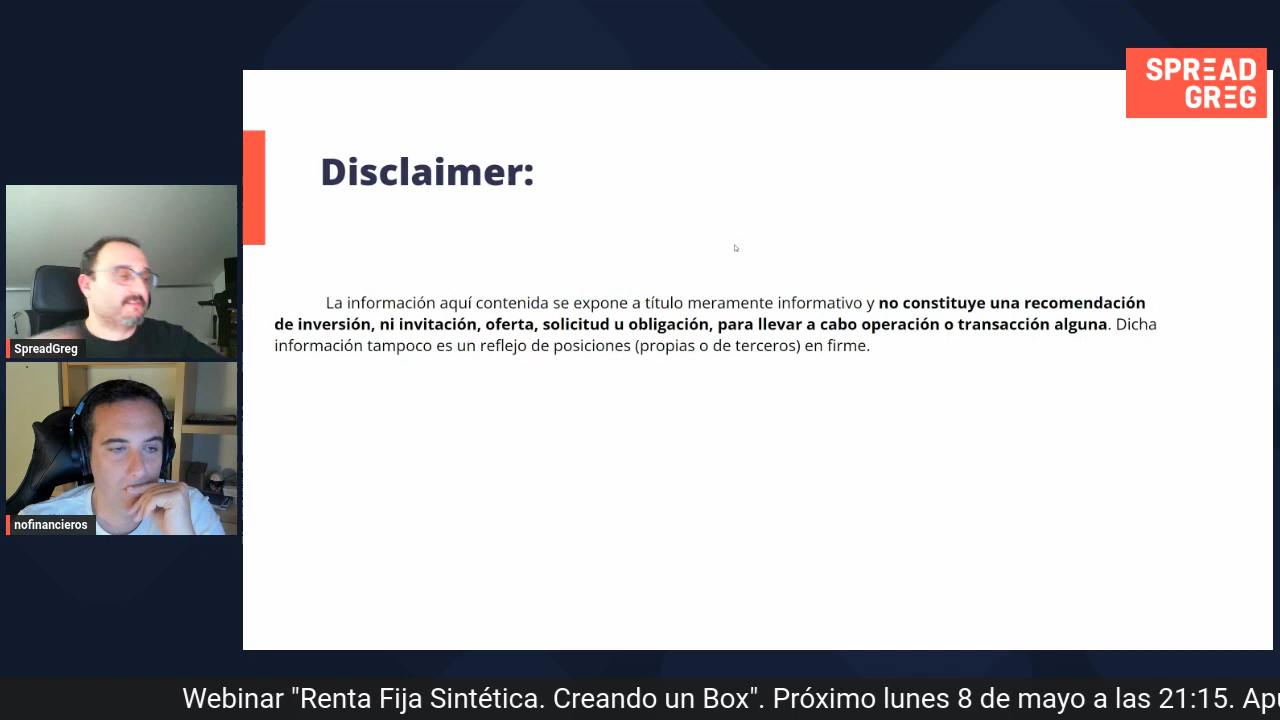 SPREAD
GREG
Disclaimer:
La información aquí contenida se expone a título meramente informativo y no constituye una recomendación
de inversión, ni invitación, oferta, solicitud u obligación, para llevar a cabo operación o transacción alguna. Dicha
información tampoco es un reflejo de posiciones (propias o de terceros) en firme.
SpreadGreg
nofinancieros
Webinar "Renta Fija Sintética. Creando un Box". Próximo lunes 8 de mayo a las 21:15.